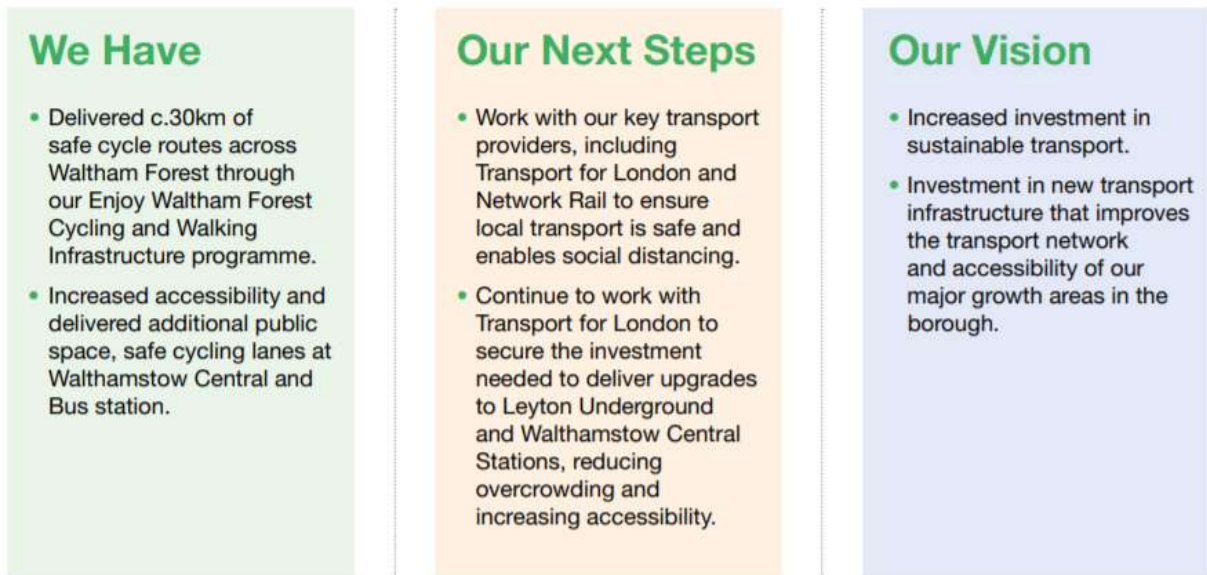 We Have
• Delivered c.30km of
safe cycle routes across
Waltham Forest through
our Enjoy Waltham Forest
Cycling and Walking
Infrastructure programme.
• Increased accessibility and
delivered additional public
space, safe cycling lanes at
Walthamstow Central and
Bus station.
Our Next Steps
• Work with our key transport
providers, including
Transport for London and
Network Rail to ensure
local transport is safe and
enables social distancing.
• Continue to work with
Transport for London to
secure the investment
needed to deliver upgrades
to Leyton Underground
and Walthamstow Central
Stations, reducing
overcrowding and
increasing accessibility.
Our Vision
• Increased investment in
sustainable transport.
• Investment in new transport
infrastructure that improves
the transport network
and accessibility of our
major growth areas in the
borough.